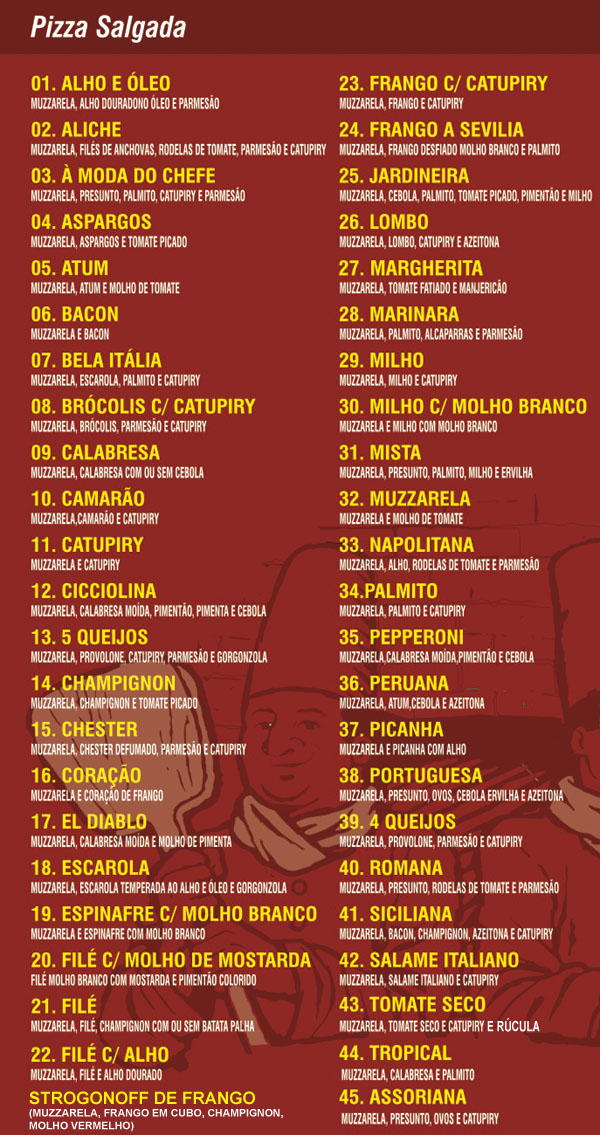 Pizza Salgada
01. ALHO E ÓLEO
MUZZARELA, ALHO DOURADONO ÓLEO E PARMESÃO
02. ALICHE
MUZZARELA, FILÉS DE ANCHOVAS, RODELAS DE TOMATE, PARMESÃO E CATUPIRY
03. À MODA DO CHEFE
MUZZARELA, PRESUNTO, PALMITO, CATUPIRY E PARMESÃO
04. ASPARGOS
MUZZARELA, ASPARGOS E TOMATE PICADO
05. ATUM
MUZZARELA, ATUM E MOLHO DE TOMATE
06. BACON
MUZZARELA E BACON
07. BELA ITÁLIA
MUZZARELA, ESCAROLA, PALMITO E CATUPIRY
08. BRÓCOLIS C/ CATUPIRY
MUZZARELA, BRÓCOLIS, PARMESÃO E CATUPIRY
09. CALABRESA
MUZZARELA, CALABRESA COM OU SEM CEBOLA
10. CAMARÃO
MUZZARELA,CAMARÃO E CATUPIRY
11. CATUPIRY
MUZZARELA E CATUPIRY
12. CICCIOLINA
MUZZARELA, CALABRESA MOÍDA, PIMENTÃO, PIMENTA E CEBOLA
13. 5 QUEIJOS
MUZZARELA, PROVOLONE, CATUPIRY, PARMESÃO E GORGONZOLA
14. CHAMPIGNON
MUZZARELA, CHAMPIGNON E TOMATE PICADO
15. CHESTER
MUZZARELA, CHESTER DEFUMADO, PARMESÃO E CATUPIRY
16. CORAÇÃO
MUZZARELA E CORAÇÃO DE FRANGO
17. EL DIABLO
MUZZARELA, CALABRESA MOÍDA E MOLHO DE PIMENTA
18. ESCAROLA
MUZZARELA, ESCAROLA TEMPERADA AO ALHO E ÓLEO E GORGONZOLA
19. ESPINAFRE C/ MOLHO BRANCO
MUZZARELA E ESPINAFRE COM MOLHO BRANCO
20. FILÉ C/ MOLHO DE MOSTARDA
FILÉ MOLHO BRANCO COM MOSTARDA E PIMENTÃO COLORIDO
21. FILÉ
MUZZARELA, FILÉ, CHAMPIGNON COM OU SEM BATATA PALHA
22. FILÉ C/ ALHO
MUZZARELA, FILÉ E ALHO DOURADO
STROGONOFF DE FRANGO
(MUZZARELA, FRANGO EM CUBO, CHAMPIGNON,
MOLHO VERMELHO)
23. FRANGO C/ CATUPIRY
MUZZARELA, FRANGO E CATUPIRY
24. FRANGO A SEVILIA
MUZZARELA, FRANGO DESFIADO MOLHO BRANCO E PALMITO
25. JARDINEIRA
MUZZARELA, CEBOLA, PALMITO, TOMATE PICADO, PIMENTÃO E MILHO
26. LOMBO
MUZZARELA, LOMBO, CATUPIRY E AZEITONA
27. MARGHERITA
MUZZARELA, TOMATE FATIADO E MANJERICÃO
28. MARINARA
MUZZARELA, PALMITO, ALCAPARRAS E PARMESÃO
29. MILHO
MUZZARELA, MILHO E CATUPIRY
30. MILHO C/ MOLHO BRANCO
MUZZARELA E MILHO COM MOLHO BRANCO
31. MISTA
MUZZARELA, PRESUNTO, PALMITO, MILHO E ERVILHA
32. MUZZARELA
MUZZARELA E MOLHO DE TOMATE
33. NAPOLITANA
MUZZARELA, ALHO, RODELAS DE TOMATE E PARMESÃO
34.PALMITO
MUZZARELA, PALMITO E CATUPIRY
35. PEPPERONI
MUZZARELA,CALABRESA MOÍDA,PIMENTÃO E CEBOLA
36. PERUANA
MUZZARELA, ATUM,CEBOLA E AZEITONA
37. PICANHA
MUZZARELA E PICANHA COM ALHO
38. PORTUGUESA
MUZZARELA, PRESUNTO, OVOS, CEBOLA ERVILHA E AZEITONA
39. 4 QUEIJOS
MUZZARELA, PROVOLONE, PARMESÃO E CATUPIRY
40. ROMANA
MUZZARELA, PRESUNTO, RODELAS DE TOMATE E PARMESÃO
41. SICILIANA
MUZZARELA, BACON, CHAMPIGNON, AZEITONA E CATUPIRY
42. SALAME ITALIANO
MUZZARELA, SALAME ITALIANO E CATUPIRY
43. TOMATE SECO
MUZZARELA, TOMATE SECO E CATUPIRY E RÚCULA
44. TROPICAL
MUZZARELA, CALABRESA E PALMITO
45. ASSORIANA
MUZZARELA, PRESUNTO, OVOS E CATUPIRY